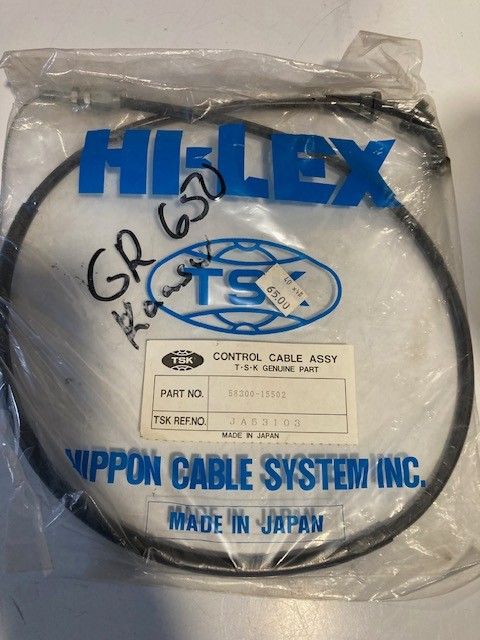 HI-LEX
GR 650
Kaasu
TSK
65,00
TSK
CONTROL CABLE ASSY
T·S·K GENUINE PART
PART NO. 58300-15502
TSK REF.NO. JA53103
MADE IN JAPAN
NIPPON CABLE SYSTEM INC.
MADE IN JAPAN